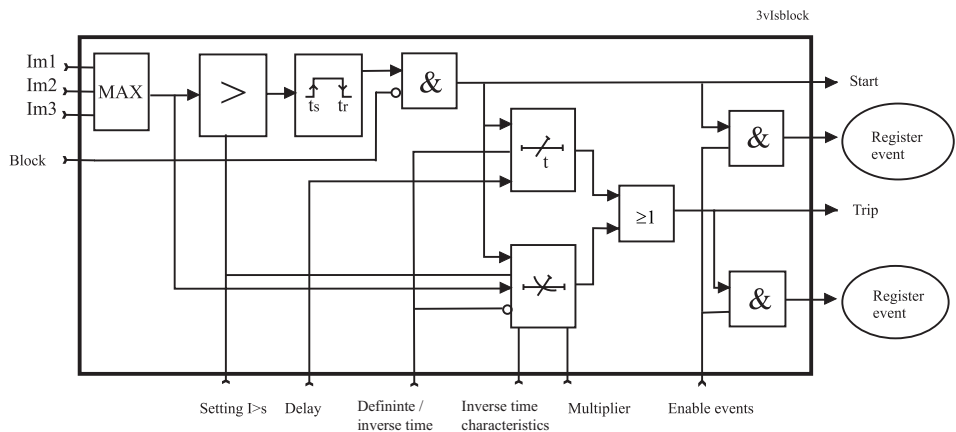 3vIsblock
Im1
Im2
Im3
MAX
>
ts tr
&
Start
&
Register
event
Block
t
≥1
Trip
&
Register
event
Setting I>s
Delay
Defininte /
inverse time
Inverse time
characteristics
Multiplier
Enable events